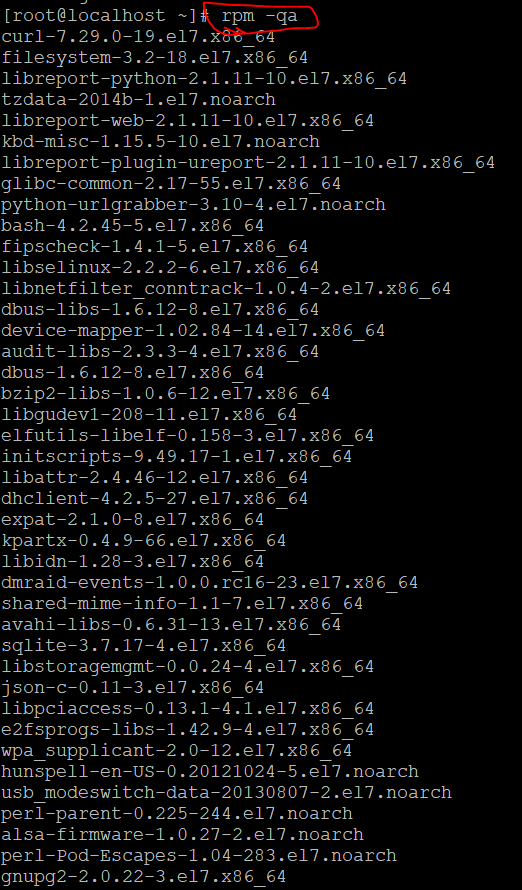 [root@localhost ~]# rpm -qa
curl-7.29.0-19.el7.x86_64
filesystem-3.2-18.el7.x86_64
libreport-python-2.1.11-10.el7.x86_64
tzdata-2014b-1.el7.noarch
libreport-web-2.1.11-10.el7.x86_64
kbd-misc-1.15.5-10.el7.noarch
libreport-plugin-ureport-2.1.11-10.el7.x86_64
glibc-common-2.17-55.el7.x86_64
python-urlgrabber-3.10-4.el7.noarch
bash-4.2.45-5.el7.x86_64
fipscheck-1.4.1-5.el7.x86_64
libselinux-2.2.2-6.el7.x86_64
libnetfilter_conntrack-1.0.4-2.el7.x86_64
dbus-libs-1.6.12-8.el7.x86_64
device-mapper-1.02.84-14.el7.x86_64
audit-libs-2.3.3-4.el7.x86_64
dbus-1.6.12-8.el7.x86_64
bzip2-libs-1.0.6-12.el7.x86_64
libgudev1-208-11.el7.x86_64
elfutils-libelf-0.158-3.el7.x86_64
initscripts-9.49.17-1.el7.x86_64
libattr-2.4.46-12.el7.x86_64
dhclient-4.2.5-27.el7.x86_64
expat-2.1.0-8.el7.x86_64
kpartx-0.4.9-66.el7.x86_64
libidn-1.28-3.el7.x86_64
dmraid-events-1.0.0.rc16-23.el7.x86_64
shared-mime-info-1.1-7.el7.x86_64
avahi-libs-0.6.31-13.el7.x86_64
sqlite-3.7.17-4.el7.x86_64
libstoragemgmt-0.0.24-4.el7.x86_64
json-c-0.11-3.el7.x86_64
libpciaccess-0.13.1-4.1.el7.x86_64
e2fsprogs-libs-1.42.9-4.el7.x86_64
wpa_supplicant-2.0-12.el7.x86_64
hunspell-en-US-0.20121024-5.el7.noarch
usb_modeswitch-data-20130807-2.el7.noarch
perl-parent-0.225-244.el7.noarch
alsa-firmware-1.0.27-2.el7.noarch
perl-Pod-Escapes-1.04-283.el7.noarch
gnupg2-2.0.22-3.el7.x86_64